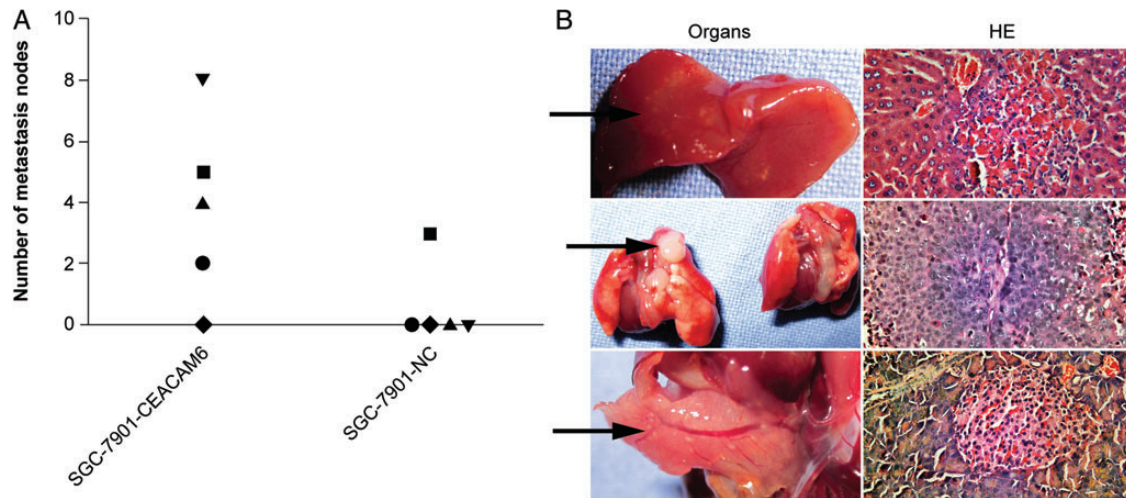 A
Number of metastasis nodes
10
8
6
4
2
0
SGC-7901-CEACAM6
SGC-7901-NC
B
Organs
HE